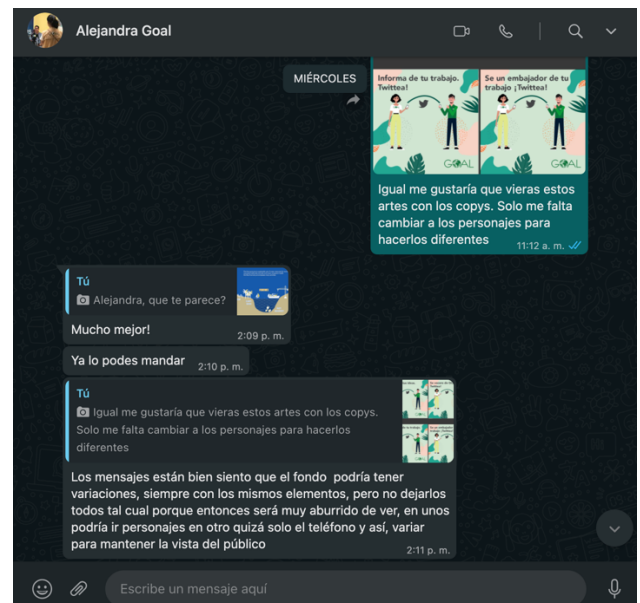 Alejandra Goal
MIÉRCOLES
Informa de tu trabajo.
Twittea!
Se un embajador de tu
trabajo ¡Twittea!
GOAL
GOAL
Igual me gustaría que vieras estos
artes con los copys. Solo me falta
cambiar a los personajes para
hacerlos diferentes
11:12 a. m.
Tú
Alejandra, que te parece?
Mucho mejor!
2:09 p. m.
Ya lo podes mandar
2:10 p. m.
Tú
Igual me gustaría que vieras estos artes con los copys.
Solo me falta cambiar a los personajes para hacerlos
diferentes
Los mensajes están bien siento que el fondo podría tener
variaciones, siempre con los mismos elementos, pero no dejarlos
todos tal cual porque entonces será muy aburrido de ver, en unos
podría ir personajes en otro quizá solo el teléfono y así, variar
para mantener la vista del público
2:11 p. m.
Escribe un mensaje aquí